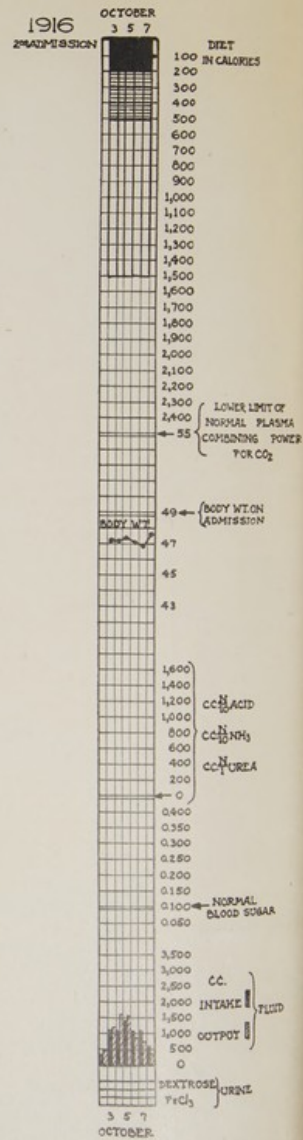 1916
2ND ADMISSION
OCTOBER
3 5 7
DIET
IN CALORIES
100
200
300
400
500
600
700
800
900
1,000
1,100
1,200
1,300
1,400
1,500
1,600
1,700
1,800
1,900
2,000
2,100
2,200
2,300
2,400
55
LOWER LIMIT OF
NORMAL PLASMA
COMBINING POWER
FOR CO2
49
BODY WT. ON
ADMISSION
BODY WT.
47
45
43
1,600
1,400
1,200
1,000
800
600
400
200
0
CC N/10 ACID
CC N/10 NH3
CC N/1 UREA
0.400
0.350
0.300
0.250
0.200
0.150
0.100
0.050
NORMAL
BLOOD SUGAR
3,500
3,000
2,500
2,000
1,500
1,000
500
0
CC.
INTAKE
OUTPUT
FLUID
DEXTROSE
FeCl3
URINE
3 5 7
OCTOBER